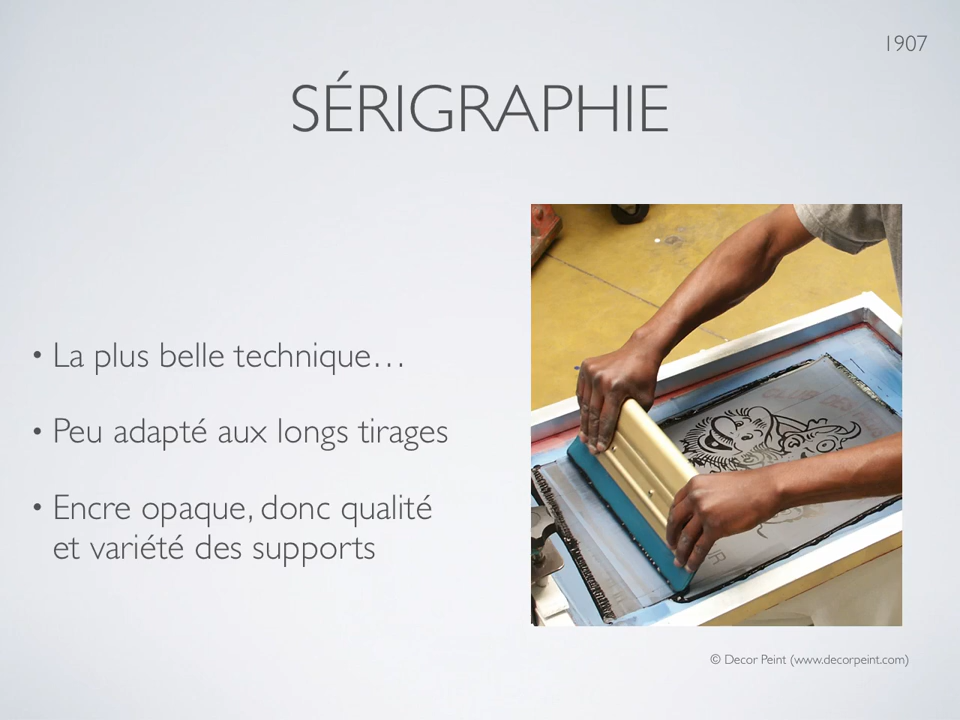 1907
SÉRIGRAPHIE
• La plus belle technique…
• Peu adapté aux longs tirages
• Encre opaque, donc qualité
et variété des supports
© Decor Peint (www.decorpeint.com)